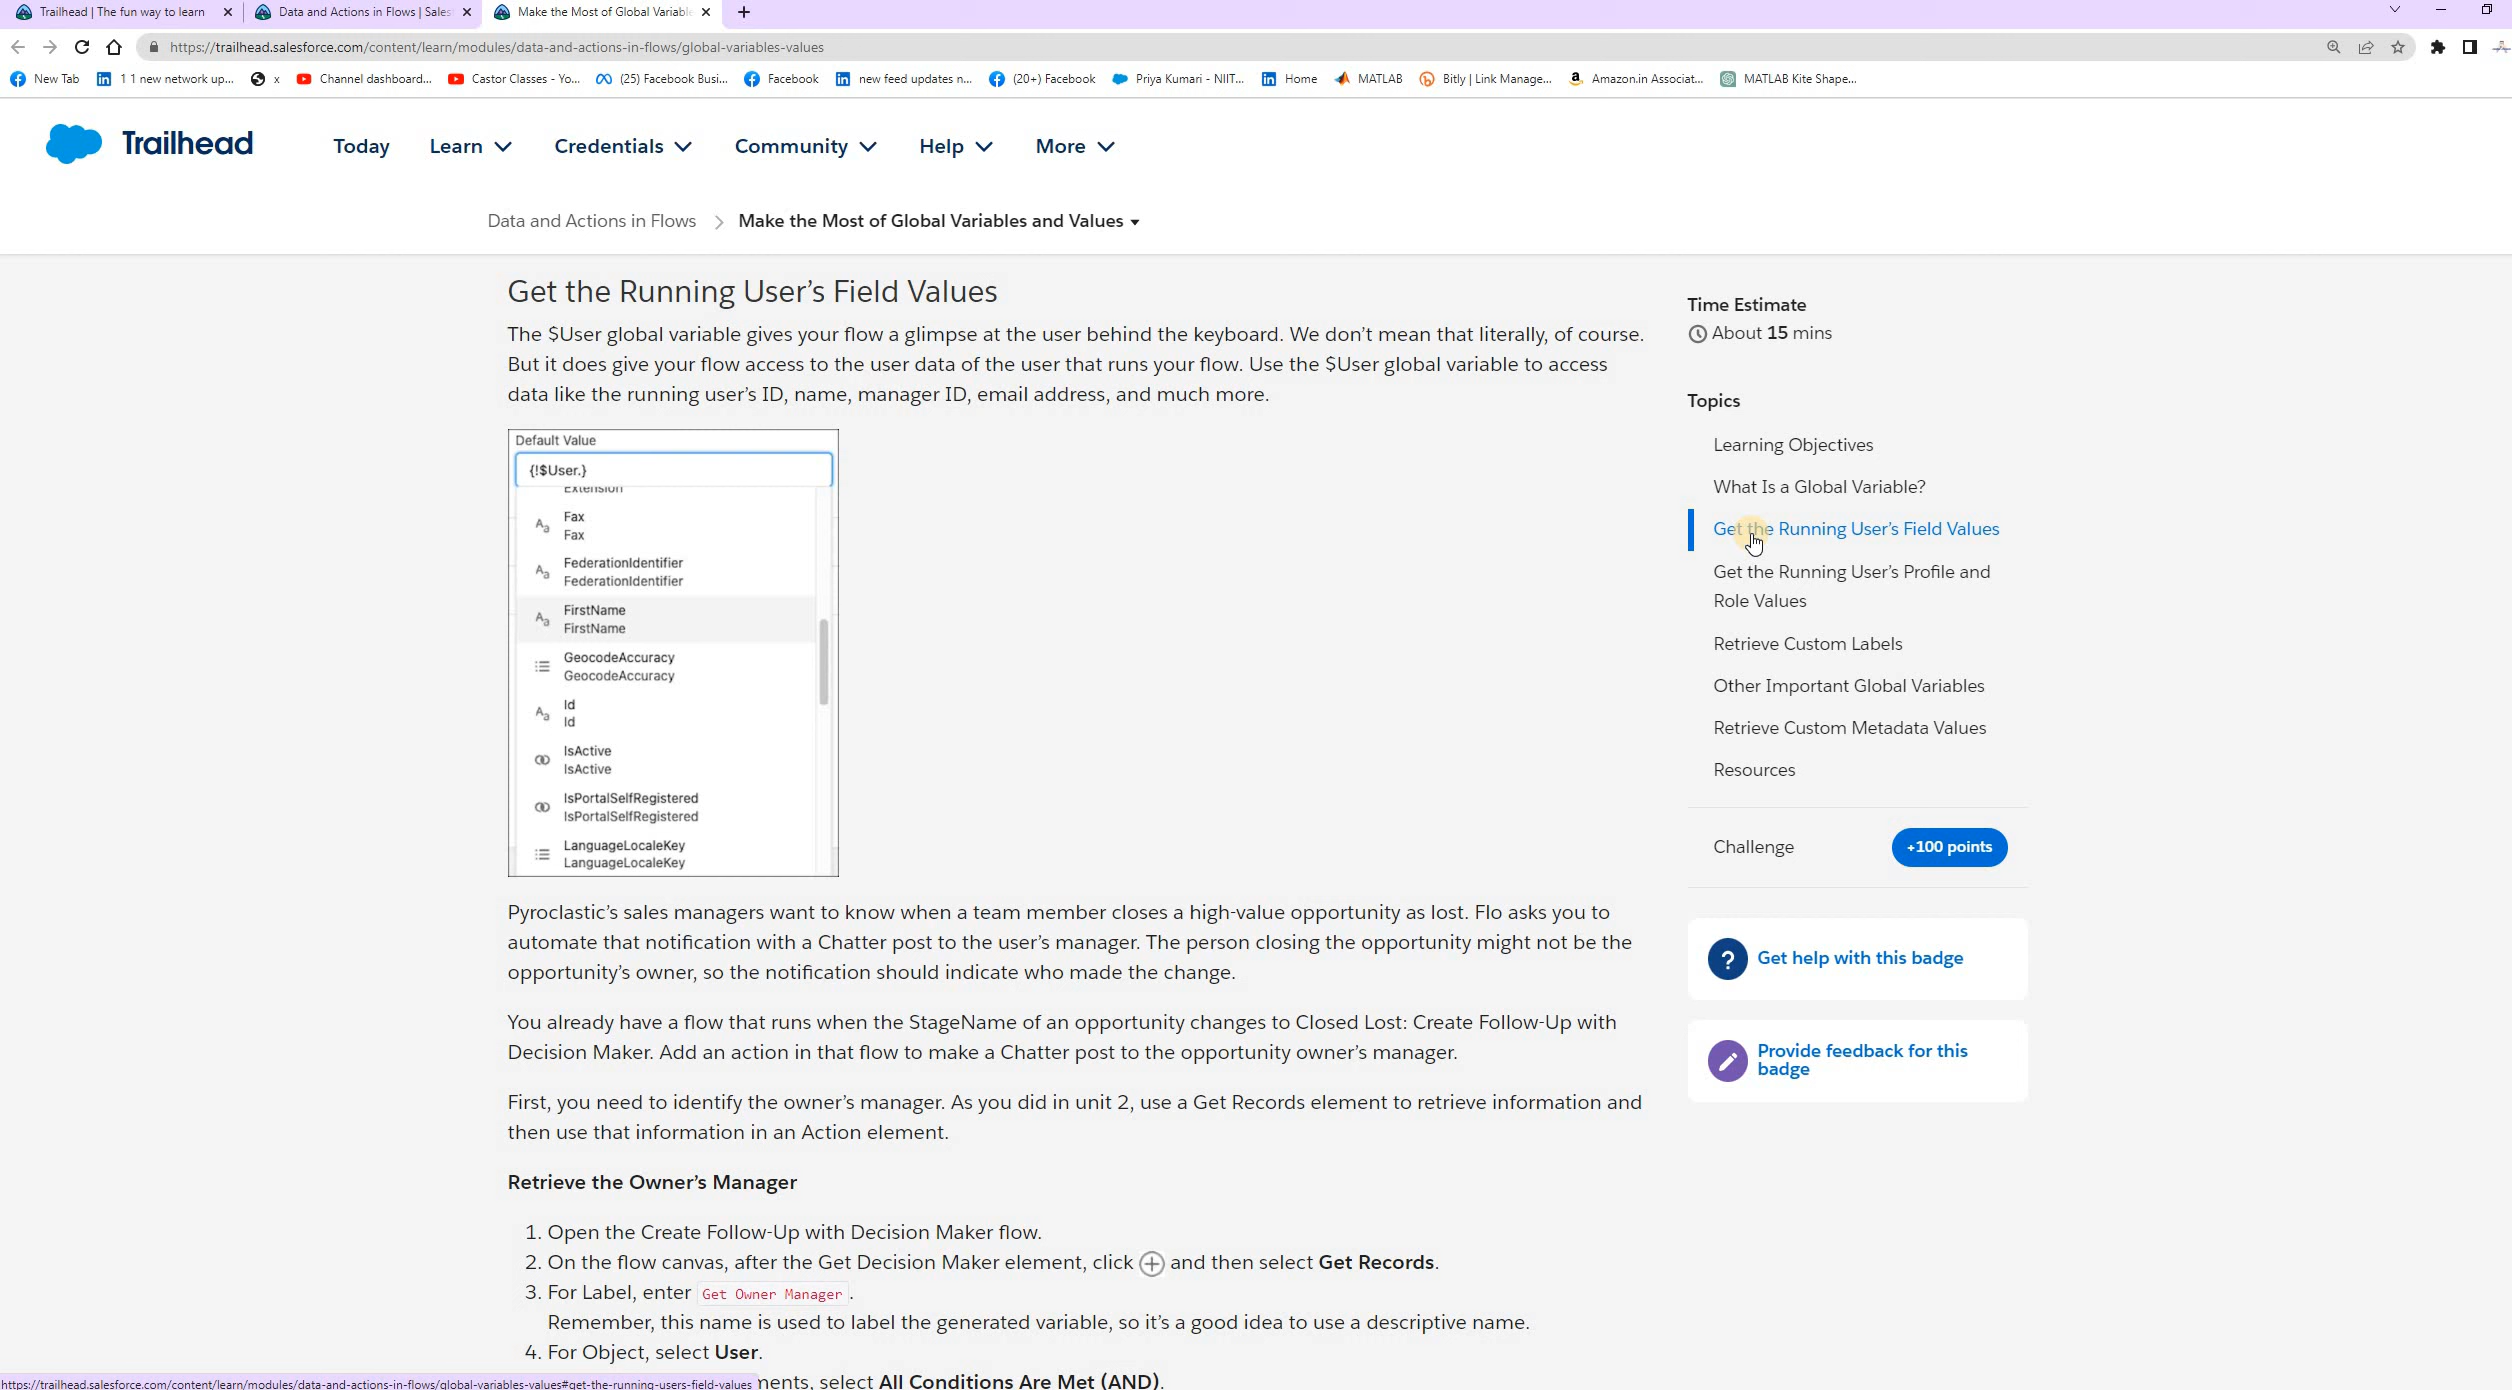 Trailhead | The fun way to learn
Data and Actions in Flows | Sales
Make the Most of Global Variable
https://trailhead.salesforce.com/content/learn/modules/data-and-actions-in-flows/global-variables-values
New Tab
1 1 new network up...
x
Channel dashboard...
Castor Classes - Yo...
(25) Facebook Busi...
Facebook
new feed updates n...
(20+) Facebook
Priya Kumari - NIIT...
Home
MATLAB
Bitly | Link Manage...
Amazon.in Associat...
MATLAB Kite Shape...
Trailhead
Today
Learn
Credentials
Community
Help
More
Data and Actions in Flows > Make the Most of Global Variables and Values
Get the Running User’s Field Values
The $User global variable gives your flow a glimpse at the user behind the keyboard. We don’t mean that literally, of course.
But it does give your flow access to the user data of the user that runs your flow. Use the $User global variable to access
data like the running user’s ID, name, manager ID, email address, and much more.
Default Value
{!$User.}
Extension
Fax
Fax
FederationIdentifier
FederationIdentifier
FirstName
FirstName
GeocodeAccuracy
GeocodeAccuracy
Id
Id
IsActive
IsActive
IsPortalSelfRegistered
IsPortalSelfRegistered
LanguageLocaleKey
LanguageLocaleKey
Pyroclastic’s sales managers want to know when a team member closes a high-value opportunity as lost. Flo asks you to
automate that notification with a Chatter post to the user’s manager. The person closing the opportunity might not be the
opportunity’s owner, so the notification should indicate who made the change.
You already have a flow that runs when the StageName of an opportunity changes to Closed Lost: Create Follow-Up with
Decision Maker. Add an action in that flow to make a Chatter post to the opportunity owner’s manager.
First, you need to identify the owner’s manager. As you did in unit 2, use a Get Records element to retrieve information and
then use that information in an Action element.
Retrieve the Owner’s Manager
1. Open the Create Follow-Up with Decision Maker flow.
2. On the flow canvas, after the Get Decision Maker element, click and then select Get Records.
3. For Label, enter Get Owner Manager .
Remember, this name is used to label the generated variable, so it’s a good idea to use a descriptive name.
4. For Object, select User.
ments, select All Conditions Are Met (AND).
https://trailhead.salesforce.com/content/learn/modules/data-and-actions-in-flows/global-variables-values#get-the-running-users-field-values
Time Estimate
About 15 mins
Topics
Learning Objectives
What Is a Global Variable?
Get the Running User’s Field Values
Get the Running User’s Profile and
Role Values
Retrieve Custom Labels
Other Important Global Variables
Retrieve Custom Metadata Values
Resources
Challenge
+100 points
Get help with this badge
Provide feedback for this
badge